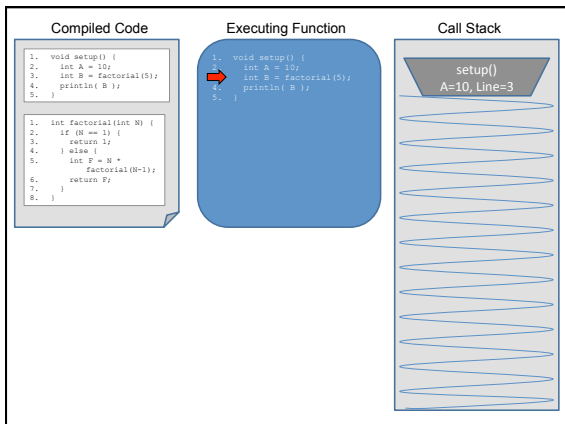 Compiled Code
1. void setup() {
2. int A = 10;
3. int B = factorial(5);
4. println( B );
5. }
1. int factorial(int N) {
2. if (N == 1) {
3. return 1;
4. } else {
5. int F = N *
factorial(N-1);
6. return F;
7. }
8. }
Executing Function
1. void setup() {
2. int A = 10;
3. int B = factorial(5);
4. println( B );
5. }
Call Stack
setup()
A=10, Line=3